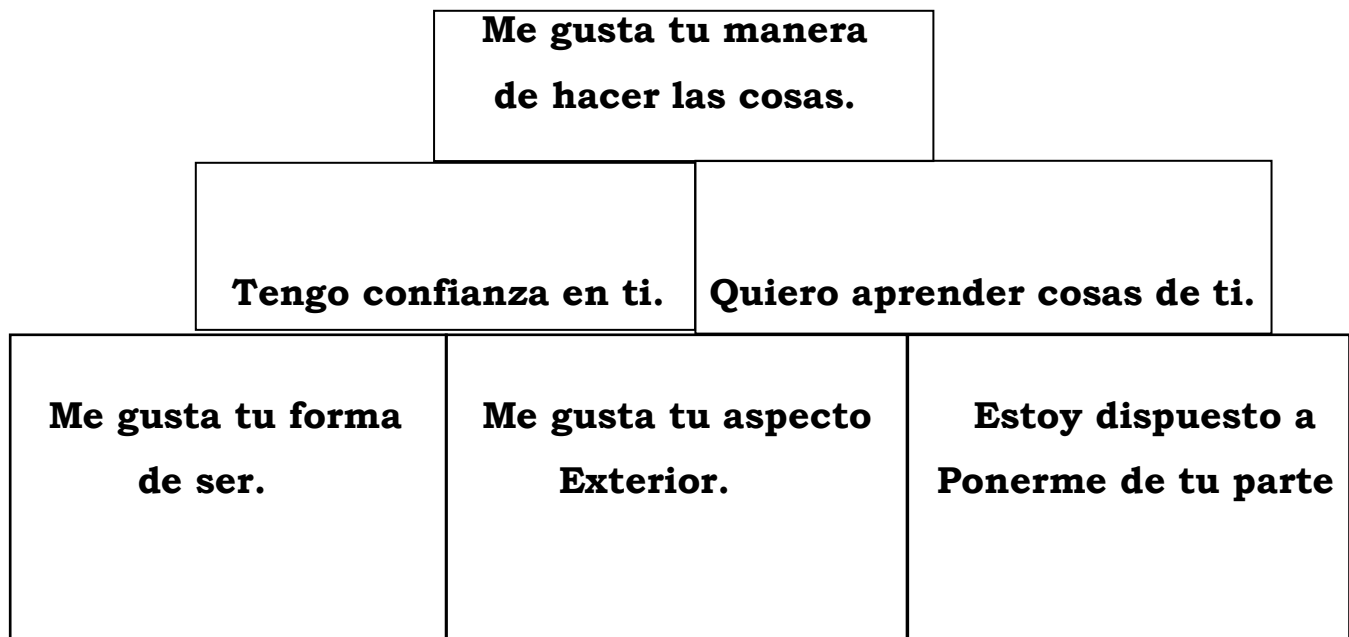 Me gusta tu manera
de hacer las cosas.
Tengo confianza en ti.
Quiero aprender cosas de ti.
Me gusta tu forma
de ser.
Me gusta tu aspecto
Exterior.
Estoy dispuesto a
Ponerme de tu parte